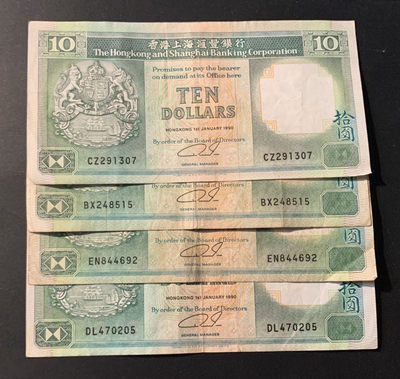 10 香港上海滙豐銀行 10
The Hongkong and Shanghai Banking Corporation
Promises to pay the bearer
on demand at its Office here
TEN
DOLLARS
拾
圓
HONGKONG 1ST JANUARY 1990
By order of the Board of Directors
CZ291307 GENERAL MANAGER CZ291307
圓
By order of the Board of Directors
BX248515 GENERAL MANAGER BX248515
圓
By order of the Board of Directors
EN844692 GENERAL MANAGER EN844692
拾
圓
HONGKONG 1ST JANUARY 1990
By order of the Board of Directors
DL470205 GENERAL MANAGER DL470205